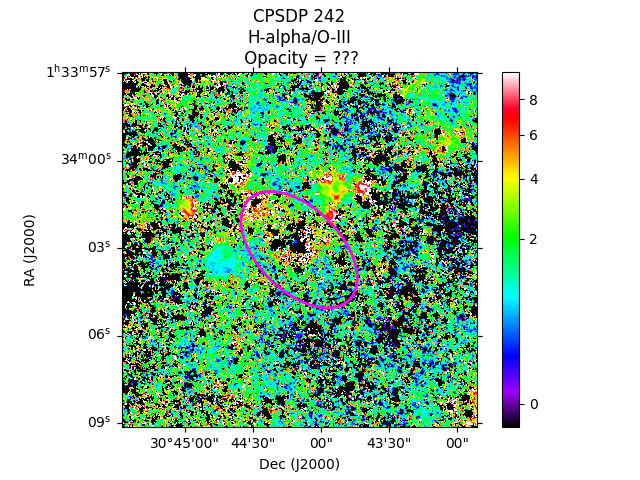 CPSDP 242
H-alpha/O-III
Opacity = ???
1ʰ33ᵐ57ˢ
34ᵐ00ˢ
03ˢ
06ˢ
09ˢ
RA (J2000)
30°45'00" 44'30" 00" 43'30" 00"
Dec (J2000)
8
6
4
2
0